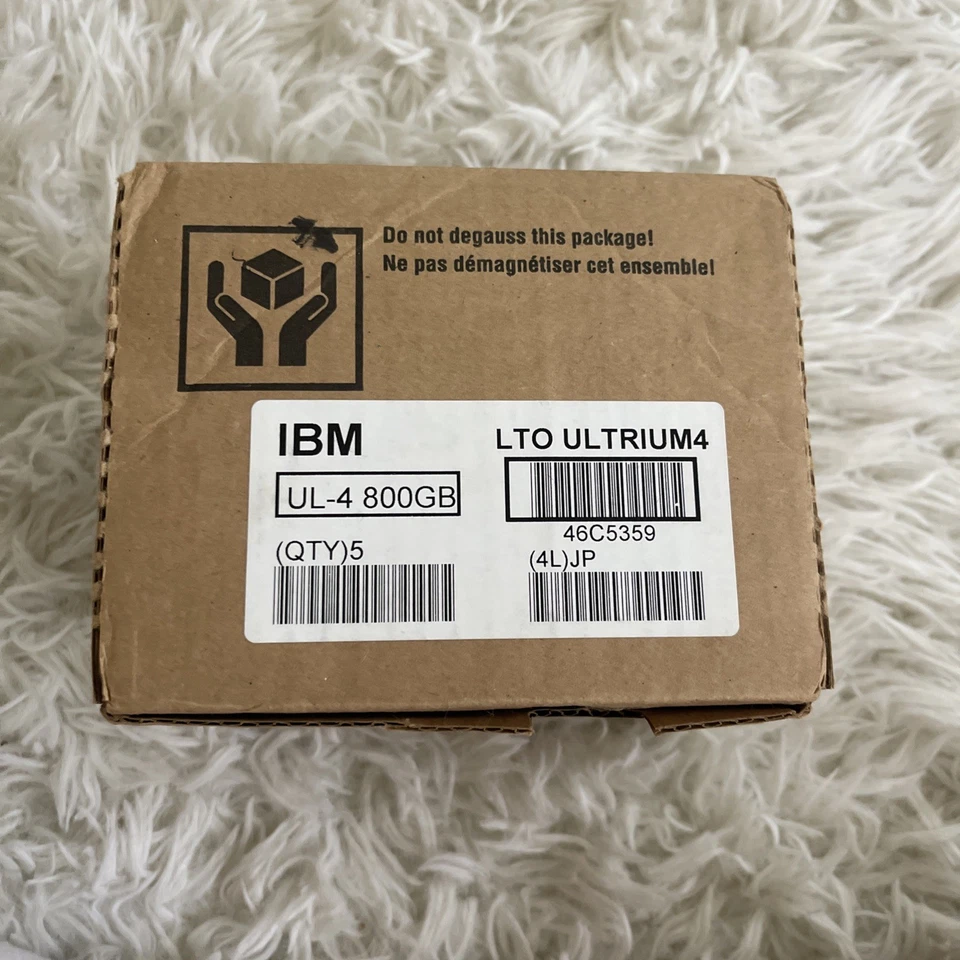 Do not degauss this package!
Ne pas démagnétiser cet ensemble!
IBM
LTO ULTRIUM4
UL-4 800GB
46C5359
(QTY)5
(4L)JP